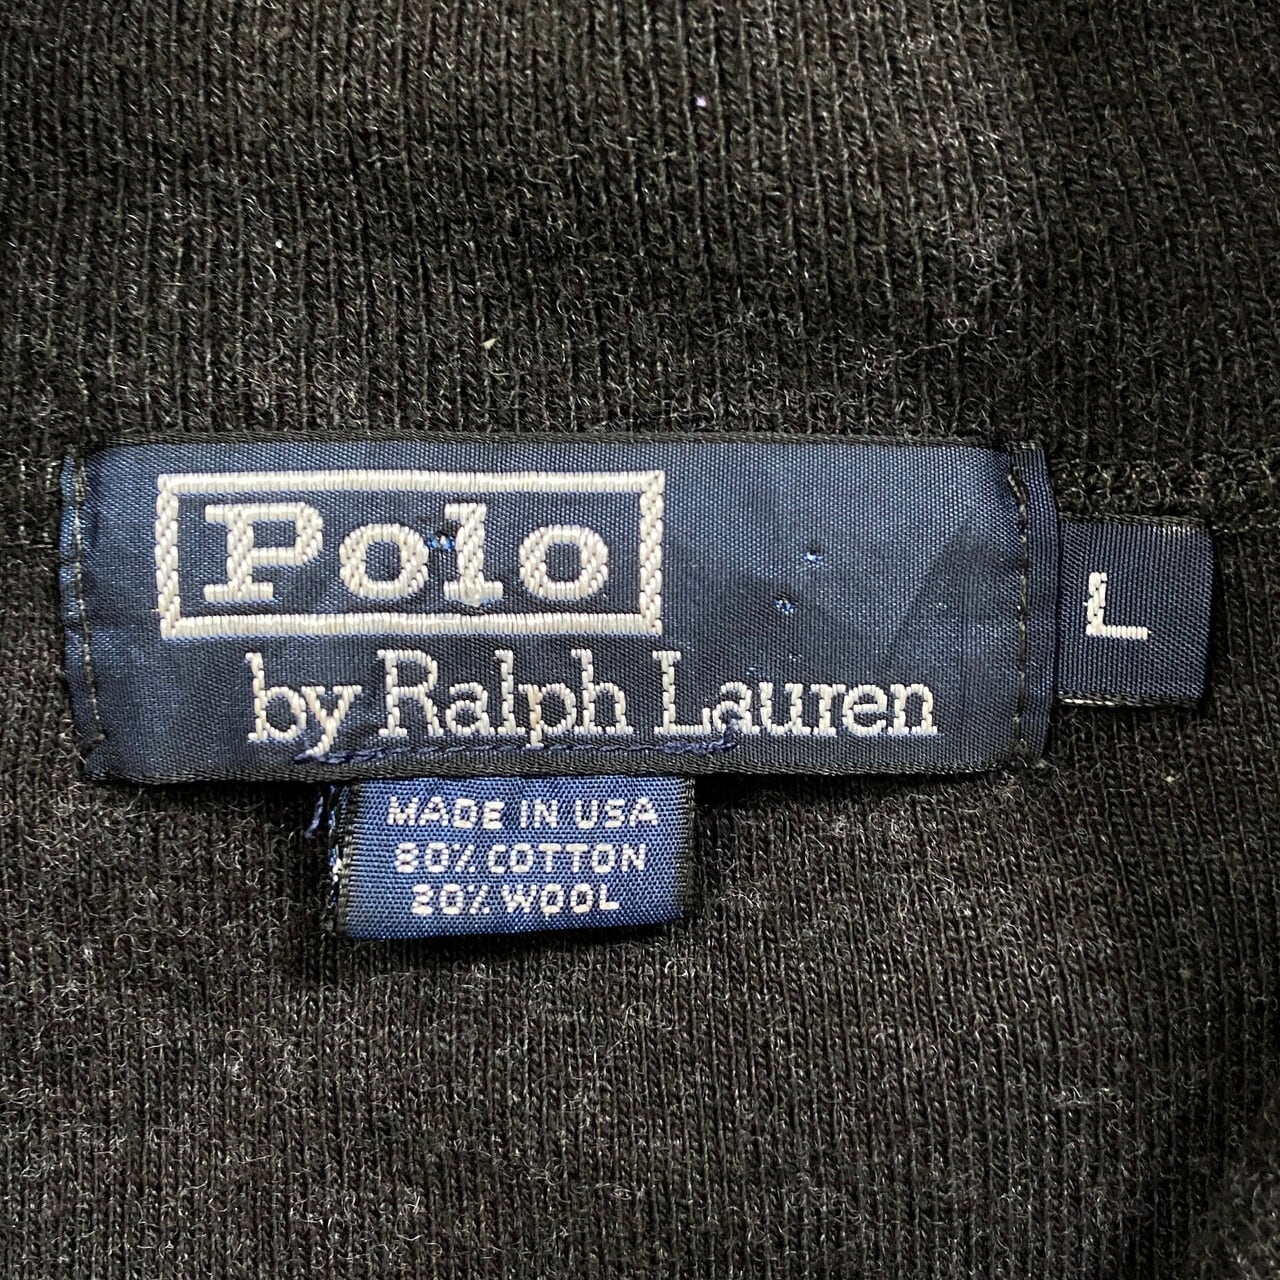 Polo
by Ralph Lauren
L
MADE IN USA
80% COTTON
20% WOOL